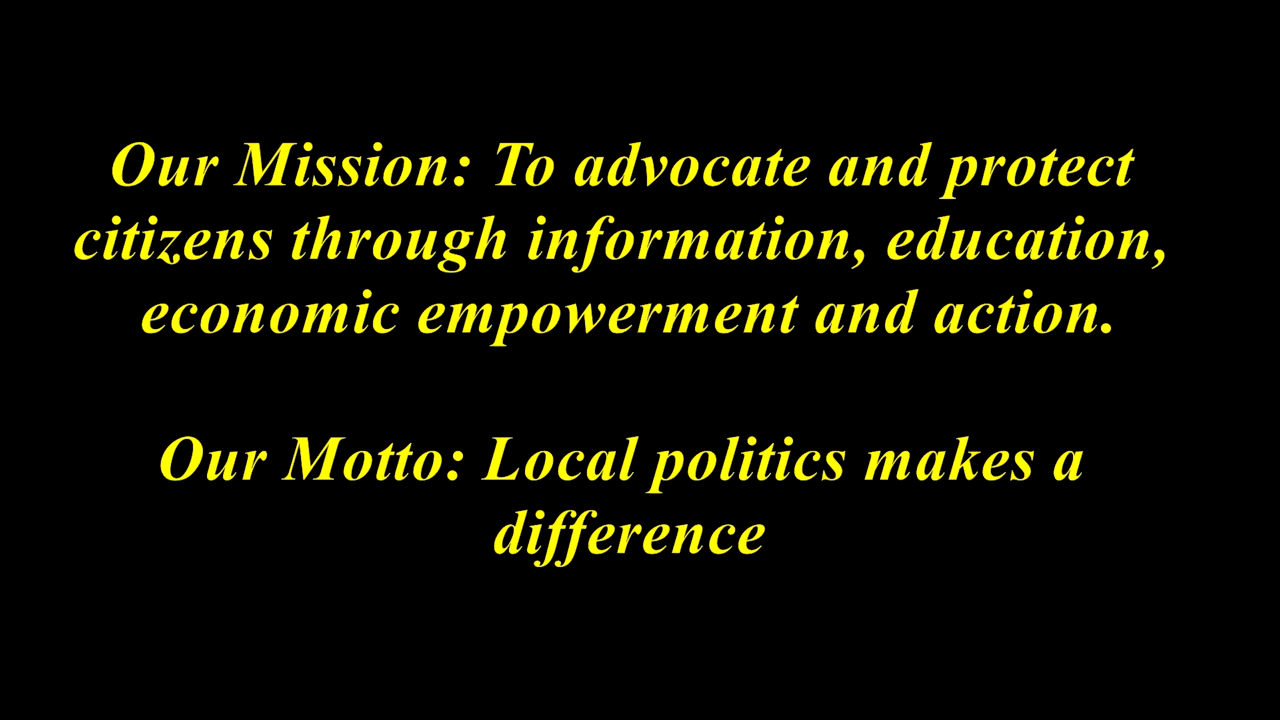 Our Mission: To advocate and protect
citizens through information, education,
economic empowerment and action.
Our Motto: Local politics makes a
difference